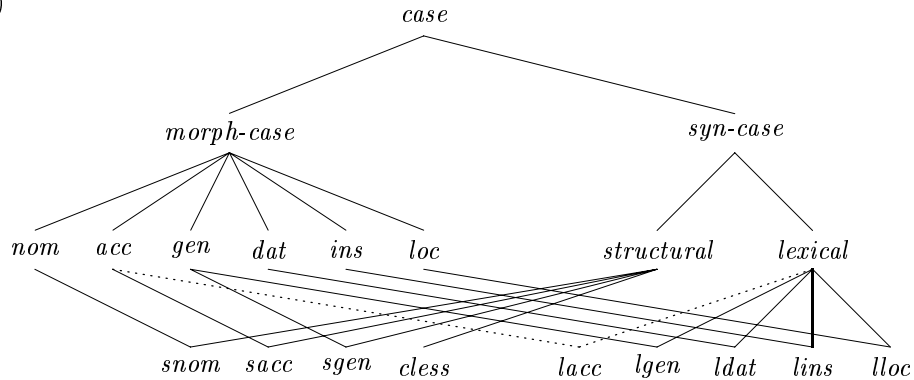 )
case
morph-case syn-case
nom acc gen dat ins loc structural lexical
snom sacc sgen cless lacc lgen ldat lins lloc